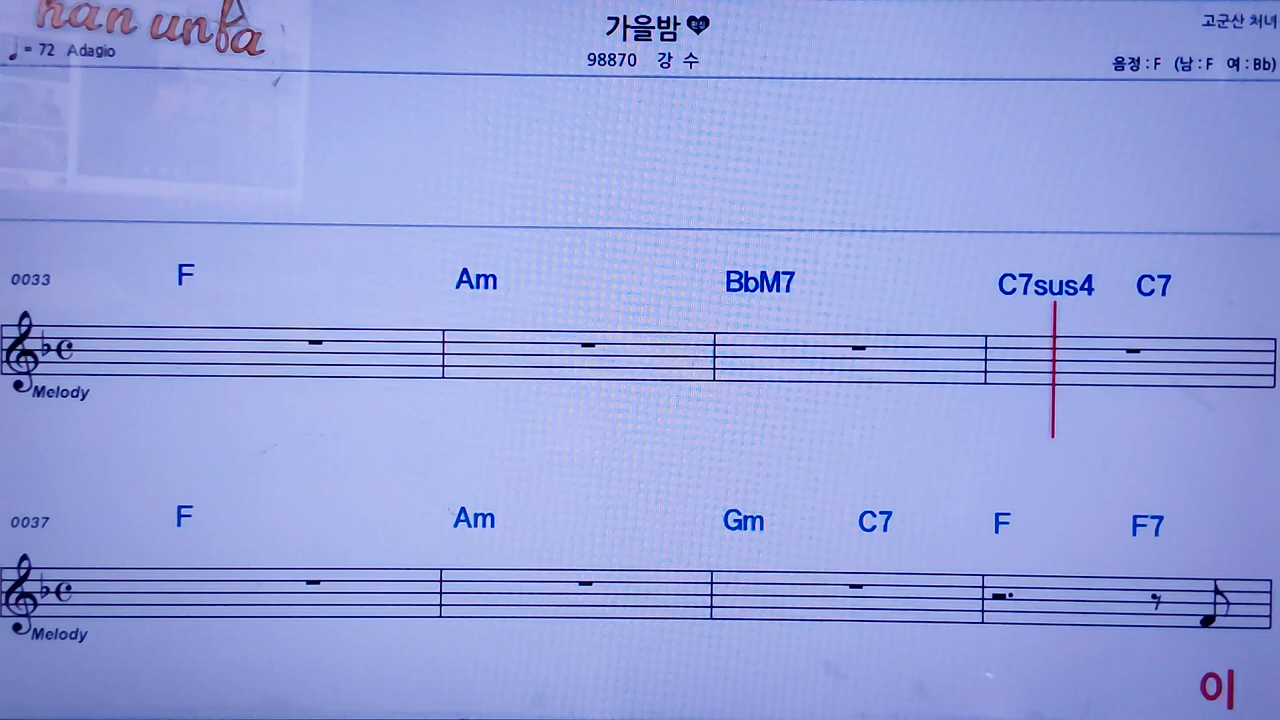 han unfa
♩= 72 Adagio
가을밤♥
98870 강 수
고군산 처녀
음정 : F (남 : F 여 : Bb)
0033 F Am BbM7 C7sus4 C7
Melody
0037 F Am Gm C7 F F7
Melody
이